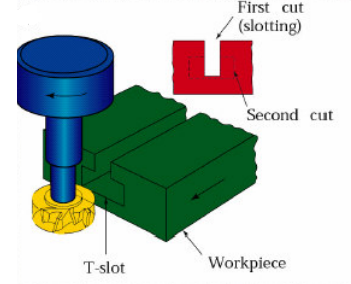 First cut
(slotting)
Second cut
T-slot
Workpiece